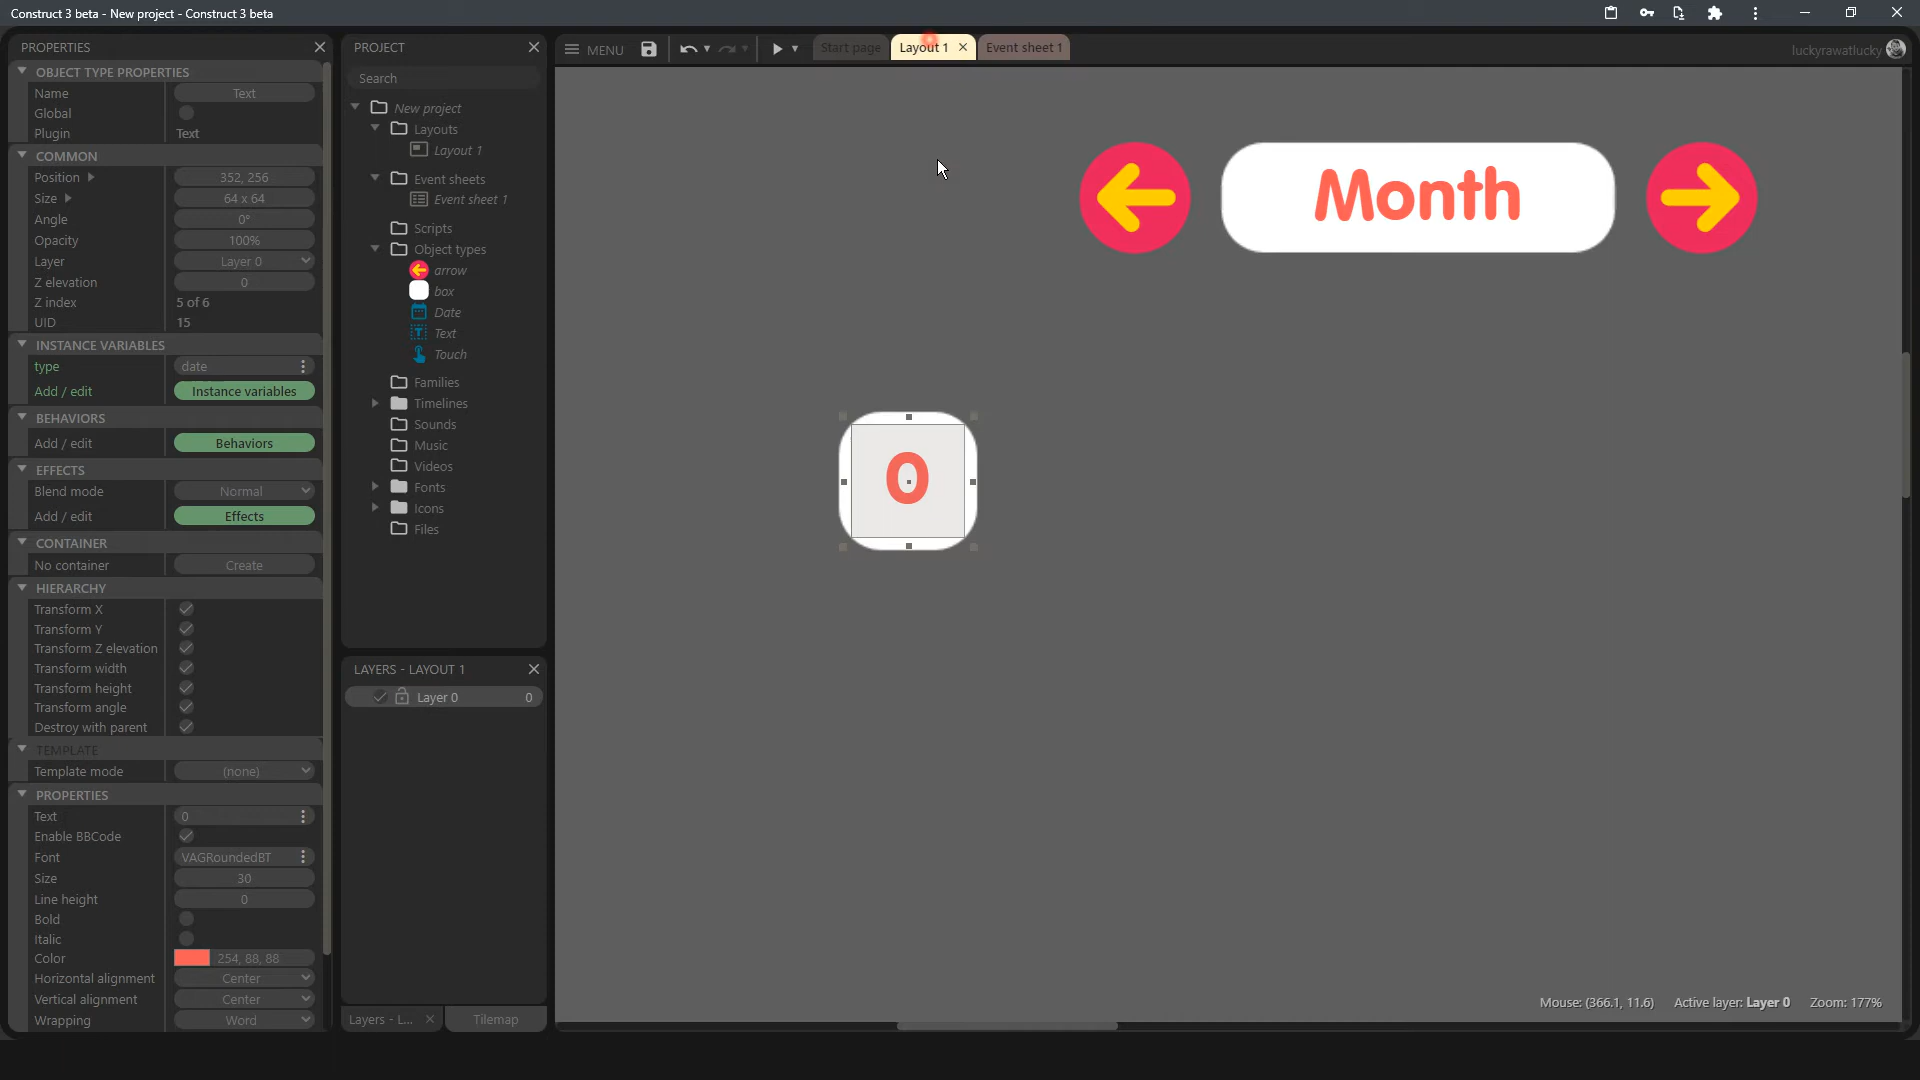 Construct 3 beta - New project - Construct 3 beta
PROPERTIES
OBJECT TYPE PROPERTIES
Name Text
Global
Plugin Text
COMMON
Position 352, 256
Size 64 x 64
Angle 0°
Opacity 100%
Layer Layer 0
Z elevation 0
Z index 5 of 6
UID 15
INSTANCE VARIABLES
type date
Add / edit Instance variables
BEHAVIORS
Add / edit Behaviors
EFFECTS
Blend mode Normal
Add / edit Effects
CONTAINER
No container Create
HIERARCHY
Transform X
Transform Y
Transform Z elevation
Transform width
Transform height
Transform angle
Destroy with parent
TEMPLATE
Template mode (none)
PROPERTIES
Text 0
Enable BBCode
Font VAGRoundedBT
Size 30
Line height 0
Bold
Italic
Color 254, 88, 88
Horizontal alignment Center
Vertical alignment Center
Wrapping Word
PROJECT
Search
New project
Layouts
Layout 1
Event sheets
Event sheet 1
Scripts
Object types
arrow
box
Date
Text
Touch
Families
Timelines
Sounds
Music
Videos
Fonts
Icons
Files
LAYERS - LAYOUT 1
Layer 0 0
Layers - L... Tilemap
MENU
Start page Layout 1 Event sheet 1
luckyrawatlucky
Month
0
Mouse: (366.1, 11.6) Active layer: Layer 0 Zoom: 177%